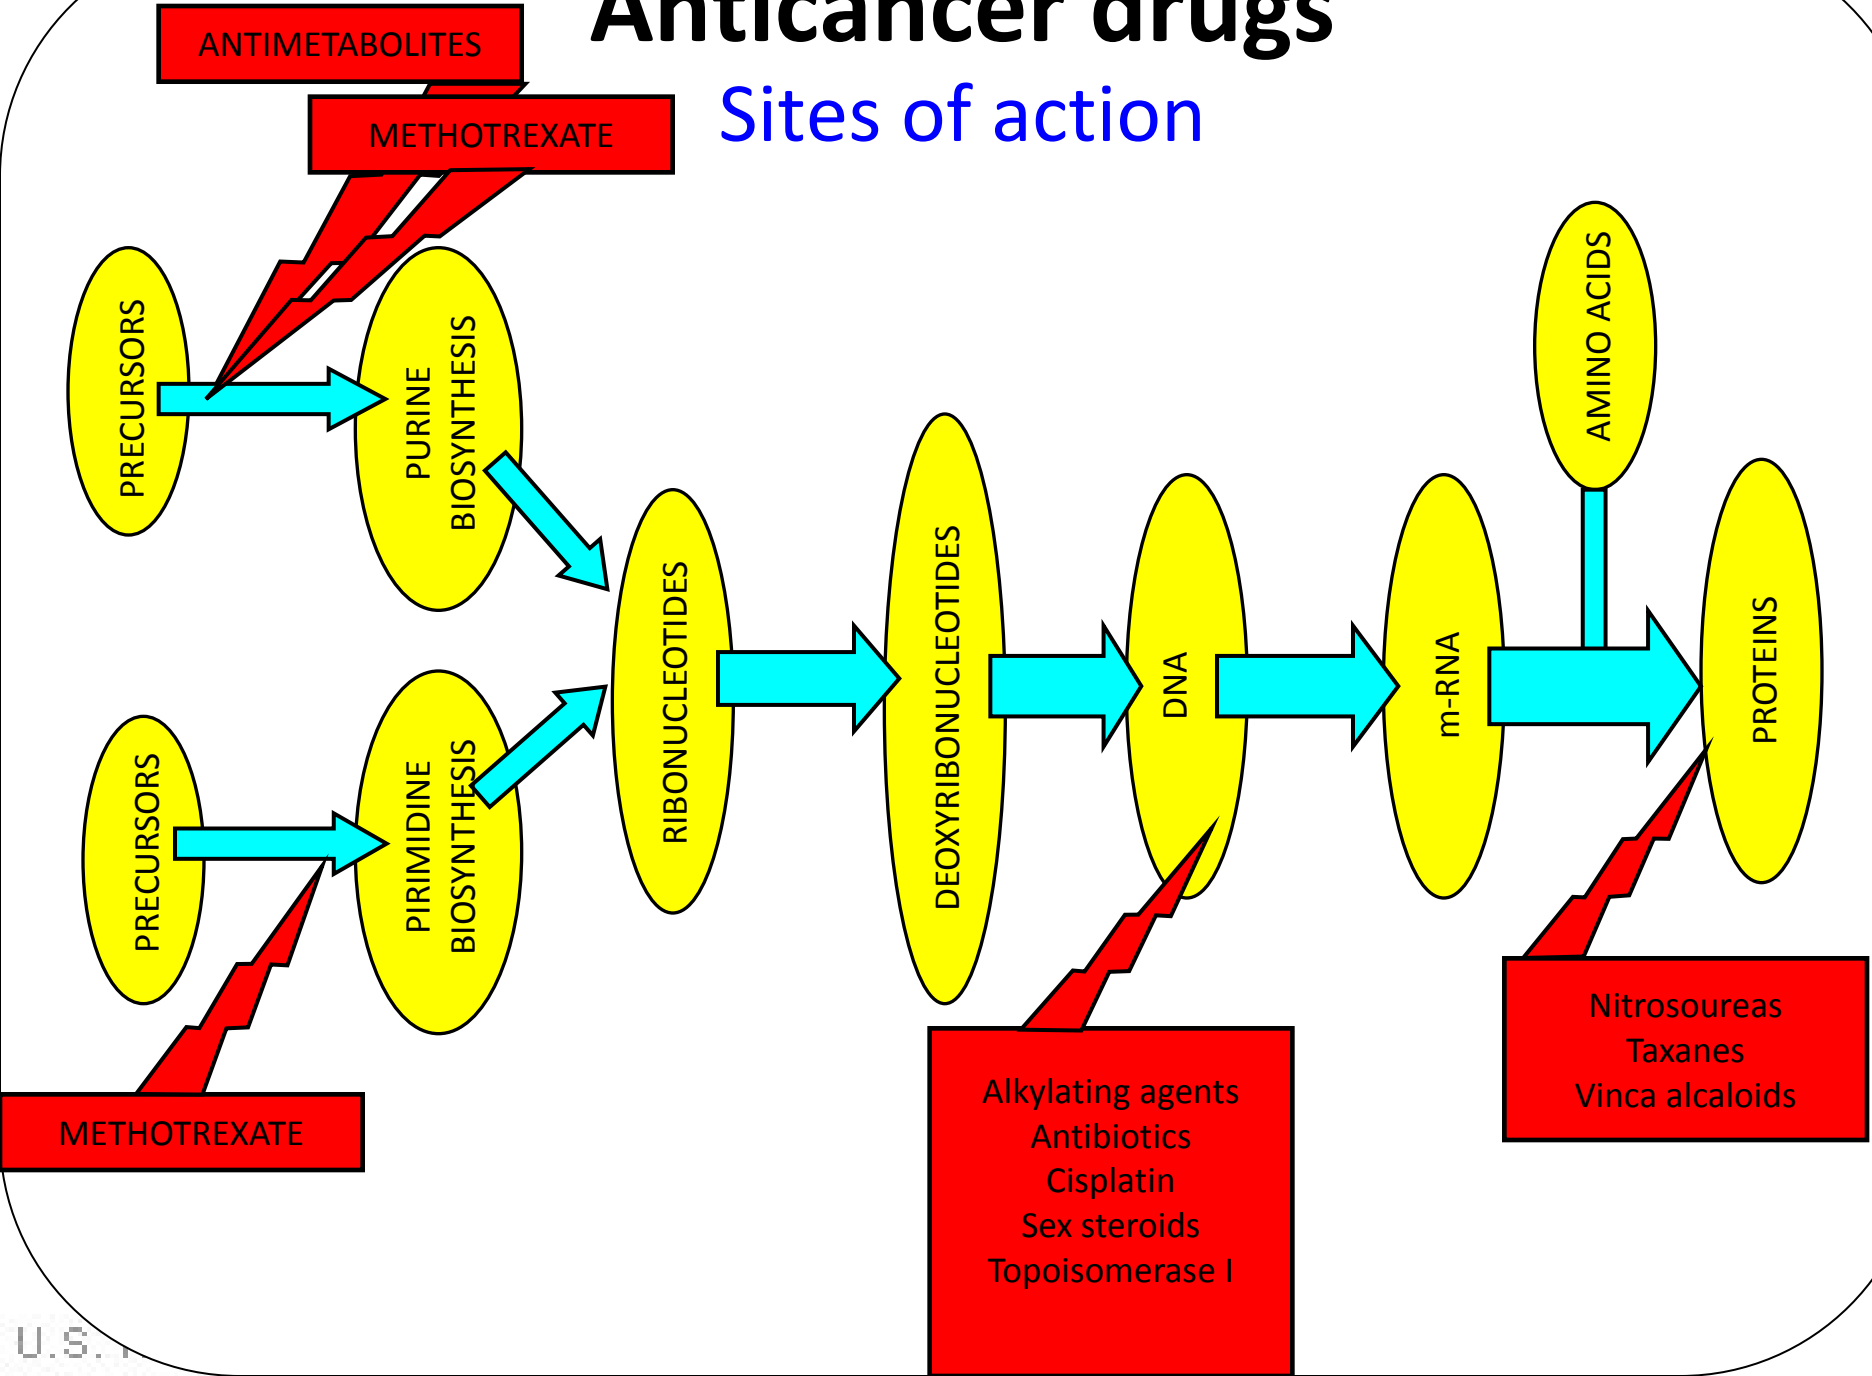 Anticancer drugs
Sites of action
ANTIMETABOLITES
METHOTREXATE
PRECURSORS
PURINE
BIOSYNTHESIS
AMINO ACIDS
PRECURSORS
PIRIMIDINE
BIOSYNTHESIS
RIBONUCLEOTIDES
DEOXYRIBONUCLEOTIDES
DNA
m-RNA
PROTEINS
METHOTREXATE
Alkylating agents
Antibiotics
Cisplatin
Sex steroids
Topoisomerase I
Nitrosoureas
Taxanes
Vinca alcaloids
U.S.